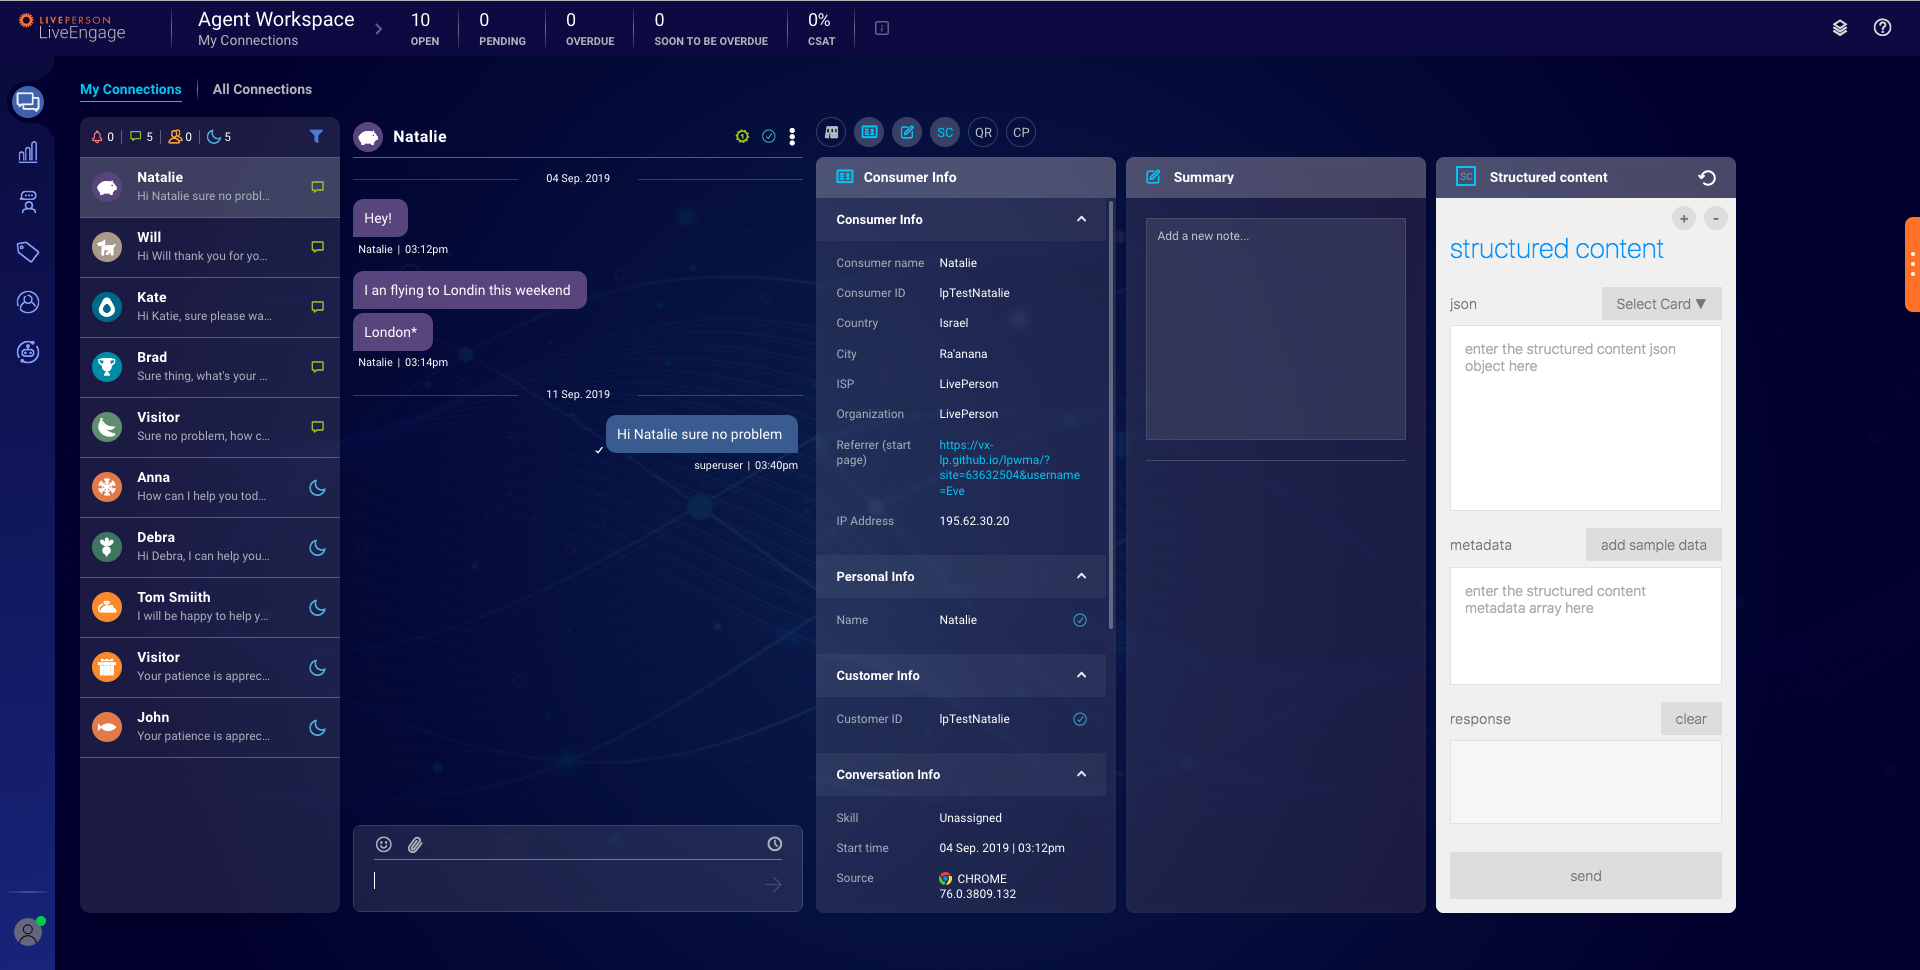 LIVEPERSON
LiveEngage
Agent Workspace
My Connections
10
OPEN
0
PENDING
0
OVERDUE
0
SOON TO BE OVERDUE
0%
CSAT
My Connections
All Connections
0
5
0
5
Natalie
Hi Natalie sure no probl...
Will
Hi Will thank you for yo...
Kate
Hi Katie, sure please wa...
Brad
Sure thing, what's your ...
Visitor
Sure no problem, how c...
Anna
How can I help you tod...
Debra
Hi Debra, I can help you...
Tom Smiith
I will be happy to help y...
Visitor
Your patience is apprec...
John
Your patience is apprec...
Natalie
04 Sep. 2019
Hey!
Natalie | 03:12pm
I an flying to Londin this weekend
London*
Natalie | 03:14pm
11 Sep. 2019
Hi Natalie sure no problem
superuser | 03:40pm
SC
QR
CP
Consumer Info
Consumer Info
Consumer name Natalie
Consumer ID lpTestNatalie
Country Israel
City Ra'anana
ISP LivePerson
Organization LivePerson
Referrer (start page)
https://vx-
lp.github.io/lpwma/?
site=63632504&username
=Eve
IP Address 195.62.30.20
Personal Info
Name Natalie
Customer Info
Customer ID lpTestNatalie
Conversation Info
Skill Unassigned
Start time 04 Sep. 2019 | 03:12pm
Source CHROME
76.0.3809.132
Summary
Add a new note...
SC Structured content
+ -
structured content
json
Select Card ▼
enter the structured content json
object here
metadata
add sample data
enter the structured content
metadata array here
response
clear
send